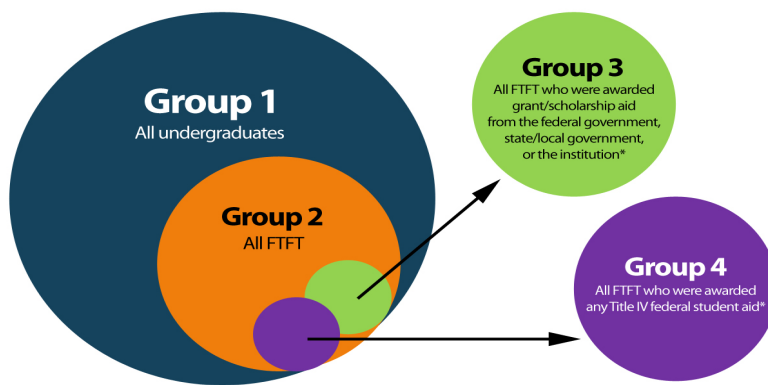 Group 1
All undergraduates
Group 2
All FTFT
Group 3
All FTFT who were awarded
grant/scholarship aid
from the federal government,
state/local government,
or the institution*
Group 4
All FTFT who were awarded
any Title IV federal student aid*